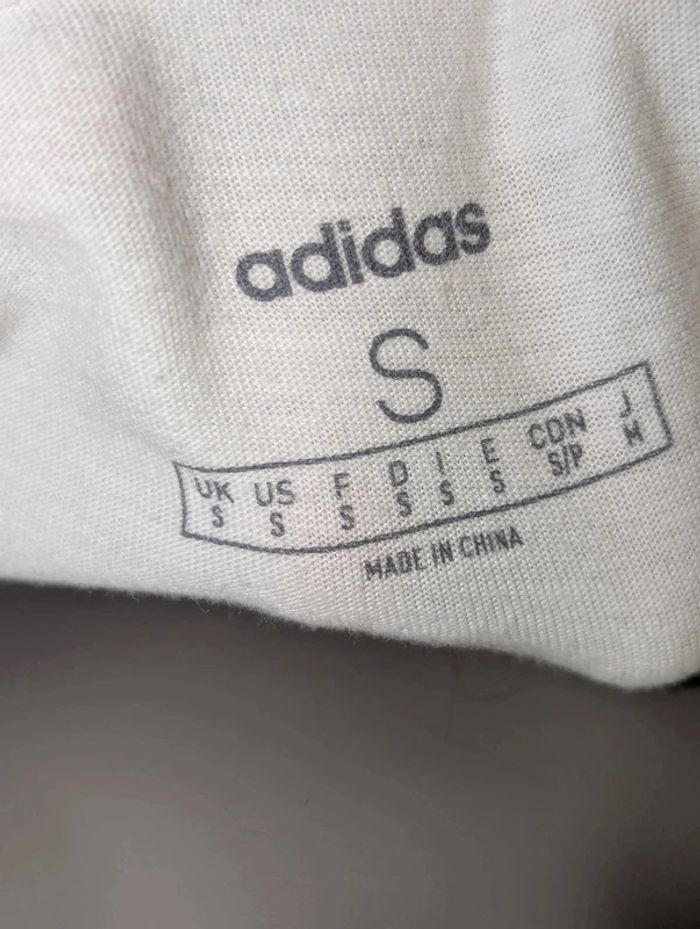 adidas
S
UK US F D I E CDN J
S S S S S S S/P M
MADE IN CHINA